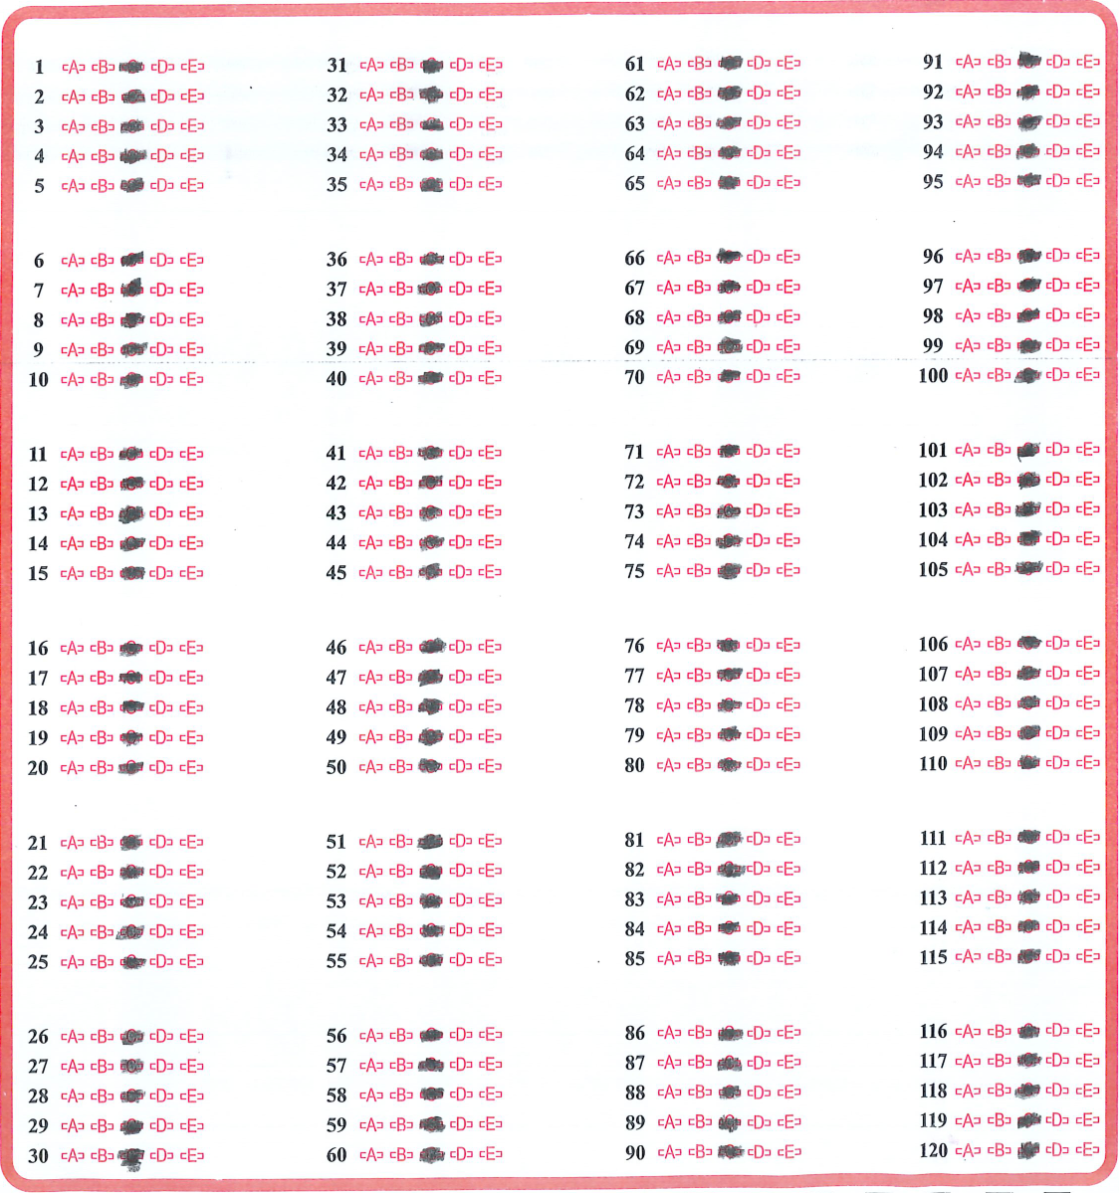 1 ⊏A⊐ ⊏B⊐ ⊏D⊐ ⊏E⊐ 31 ⊏A⊐ ⊏B⊐ ⊏D⊐ ⊏E⊐ 61 ⊏A⊐ ⊏B⊐ ⊏D⊐ ⊏E⊐ 91 ⊏A⊐ ⊏B⊐ ⊏D⊐ ⊏E⊐
2 ⊏A⊐ ⊏B⊐ ⊏D⊐ ⊏E⊐ 32 ⊏A⊐ ⊏B⊐ ⊏D⊐ ⊏E⊐ 62 ⊏A⊐ ⊏B⊐ ⊏D⊐ ⊏E⊐ 92 ⊏A⊐ ⊏B⊐ ⊏D⊐ ⊏E⊐
3 ⊏A⊐ ⊏B⊐ ⊏D⊐ ⊏E⊐ 33 ⊏A⊐ ⊏B⊐ ⊏D⊐ ⊏E⊐ 63 ⊏A⊐ ⊏B⊐ ⊏D⊐ ⊏E⊐ 93 ⊏A⊐ ⊏B⊐ ⊏D⊐ ⊏E⊐
4 ⊏A⊐ ⊏B⊐ ⊏D⊐ ⊏E⊐ 34 ⊏A⊐ ⊏B⊐ ⊏D⊐ ⊏E⊐ 64 ⊏A⊐ ⊏B⊐ ⊏D⊐ ⊏E⊐ 94 ⊏A⊐ ⊏B⊐ ⊏D⊐ ⊏E⊐
5 ⊏A⊐ ⊏B⊐ ⊏D⊐ ⊏E⊐ 35 ⊏A⊐ ⊏B⊐ ⊏D⊐ ⊏E⊐ 65 ⊏A⊐ ⊏B⊐ ⊏D⊐ ⊏E⊐ 95 ⊏A⊐ ⊏B⊐ ⊏D⊐ ⊏E⊐
6 ⊏A⊐ ⊏B⊐ ⊏D⊐ ⊏E⊐ 36 ⊏A⊐ ⊏B⊐ ⊏D⊐ ⊏E⊐ 66 ⊏A⊐ ⊏B⊐ ⊏D⊐ ⊏E⊐ 96 ⊏A⊐ ⊏B⊐ ⊏D⊐ ⊏E⊐
7 ⊏A⊐ ⊏B⊐ ⊏D⊐ ⊏E⊐ 37 ⊏A⊐ ⊏B⊐ ⊏D⊐ ⊏E⊐ 67 ⊏A⊐ ⊏B⊐ ⊏D⊐ ⊏E⊐ 97 ⊏A⊐ ⊏B⊐ ⊏D⊐ ⊏E⊐
8 ⊏A⊐ ⊏B⊐ ⊏D⊐ ⊏E⊐ 38 ⊏A⊐ ⊏B⊐ ⊏D⊐ ⊏E⊐ 68 ⊏A⊐ ⊏B⊐ ⊏D⊐ ⊏E⊐ 98 ⊏A⊐ ⊏B⊐ ⊏D⊐ ⊏E⊐
9 ⊏A⊐ ⊏B⊐ ⊏D⊐ ⊏E⊐ 39 ⊏A⊐ ⊏B⊐ ⊏D⊐ ⊏E⊐ 69 ⊏A⊐ ⊏B⊐ ⊏D⊐ ⊏E⊐ 99 ⊏A⊐ ⊏B⊐ ⊏D⊐ ⊏E⊐
10 ⊏A⊐ ⊏B⊐ ⊏D⊐ ⊏E⊐ 40 ⊏A⊐ ⊏B⊐ ⊏D⊐ ⊏E⊐ 70 ⊏A⊐ ⊏B⊐ ⊏D⊐ ⊏E⊐ 100 ⊏A⊐ ⊏B⊐ ⊏D⊐ ⊏E⊐
11 ⊏A⊐ ⊏B⊐ ⊏D⊐ ⊏E⊐ 41 ⊏A⊐ ⊏B⊐ ⊏D⊐ ⊏E⊐ 71 ⊏A⊐ ⊏B⊐ ⊏D⊐ ⊏E⊐ 101 ⊏A⊐ ⊏B⊐ ⊏D⊐ ⊏E⊐
12 ⊏A⊐ ⊏B⊐ ⊏D⊐ ⊏E⊐ 42 ⊏A⊐ ⊏B⊐ ⊏D⊐ ⊏E⊐ 72 ⊏A⊐ ⊏B⊐ ⊏D⊐ ⊏E⊐ 102 ⊏A⊐ ⊏B⊐ ⊏D⊐ ⊏E⊐
13 ⊏A⊐ ⊏B⊐ ⊏D⊐ ⊏E⊐ 43 ⊏A⊐ ⊏B⊐ ⊏D⊐ ⊏E⊐ 73 ⊏A⊐ ⊏B⊐ ⊏D⊐ ⊏E⊐ 103 ⊏A⊐ ⊏B⊐ ⊏D⊐ ⊏E⊐
14 ⊏A⊐ ⊏B⊐ ⊏D⊐ ⊏E⊐ 44 ⊏A⊐ ⊏B⊐ ⊏D⊐ ⊏E⊐ 74 ⊏A⊐ ⊏B⊐ ⊏D⊐ ⊏E⊐ 104 ⊏A⊐ ⊏B⊐ ⊏D⊐ ⊏E⊐
15 ⊏A⊐ ⊏B⊐ ⊏D⊐ ⊏E⊐ 45 ⊏A⊐ ⊏B⊐ ⊏D⊐ ⊏E⊐ 75 ⊏A⊐ ⊏B⊐ ⊏D⊐ ⊏E⊐ 105 ⊏A⊐ ⊏B⊐ ⊏D⊐ ⊏E⊐
16 ⊏A⊐ ⊏B⊐ ⊏D⊐ ⊏E⊐ 46 ⊏A⊐ ⊏B⊐ ⊏D⊐ ⊏E⊐ 76 ⊏A⊐ ⊏B⊐ ⊏D⊐ ⊏E⊐ 106 ⊏A⊐ ⊏B⊐ ⊏D⊐ ⊏E⊐
17 ⊏A⊐ ⊏B⊐ ⊏D⊐ ⊏E⊐ 47 ⊏A⊐ ⊏B⊐ ⊏D⊐ ⊏E⊐ 77 ⊏A⊐ ⊏B⊐ ⊏D⊐ ⊏E⊐ 107 ⊏A⊐ ⊏B⊐ ⊏D⊐ ⊏E⊐
18 ⊏A⊐ ⊏B⊐ ⊏D⊐ ⊏E⊐ 48 ⊏A⊐ ⊏B⊐ ⊏D⊐ ⊏E⊐ 78 ⊏A⊐ ⊏B⊐ ⊏D⊐ ⊏E⊐ 108 ⊏A⊐ ⊏B⊐ ⊏D⊐ ⊏E⊐
19 ⊏A⊐ ⊏B⊐ ⊏D⊐ ⊏E⊐ 49 ⊏A⊐ ⊏B⊐ ⊏D⊐ ⊏E⊐ 79 ⊏A⊐ ⊏B⊐ ⊏D⊐ ⊏E⊐ 109 ⊏A⊐ ⊏B⊐ ⊏D⊐ ⊏E⊐
20 ⊏A⊐ ⊏B⊐ ⊏D⊐ ⊏E⊐ 50 ⊏A⊐ ⊏B⊐ ⊏D⊐ ⊏E⊐ 80 ⊏A⊐ ⊏B⊐ ⊏D⊐ ⊏E⊐ 110 ⊏A⊐ ⊏B⊐ ⊏D⊐ ⊏E⊐
21 ⊏A⊐ ⊏B⊐ ⊏D⊐ ⊏E⊐ 51 ⊏A⊐ ⊏B⊐ ⊏D⊐ ⊏E⊐ 81 ⊏A⊐ ⊏B⊐ ⊏D⊐ ⊏E⊐ 111 ⊏A⊐ ⊏B⊐ ⊏D⊐ ⊏E⊐
22 ⊏A⊐ ⊏B⊐ ⊏D⊐ ⊏E⊐ 52 ⊏A⊐ ⊏B⊐ ⊏D⊐ ⊏E⊐ 82 ⊏A⊐ ⊏B⊐ ⊏D⊐ ⊏E⊐ 112 ⊏A⊐ ⊏B⊐ ⊏D⊐ ⊏E⊐
23 ⊏A⊐ ⊏B⊐ ⊏D⊐ ⊏E⊐ 53 ⊏A⊐ ⊏B⊐ ⊏D⊐ ⊏E⊐ 83 ⊏A⊐ ⊏B⊐ ⊏D⊐ ⊏E⊐ 113 ⊏A⊐ ⊏B⊐ ⊏D⊐ ⊏E⊐
24 ⊏A⊐ ⊏B⊐ ⊏D⊐ ⊏E⊐ 54 ⊏A⊐ ⊏B⊐ ⊏D⊐ ⊏E⊐ 84 ⊏A⊐ ⊏B⊐ ⊏D⊐ ⊏E⊐ 114 ⊏A⊐ ⊏B⊐ ⊏D⊐ ⊏E⊐
25 ⊏A⊐ ⊏B⊐ ⊏D⊐ ⊏E⊐ 55 ⊏A⊐ ⊏B⊐ ⊏D⊐ ⊏E⊐ 85 ⊏A⊐ ⊏B⊐ ⊏D⊐ ⊏E⊐ 115 ⊏A⊐ ⊏B⊐ ⊏D⊐ ⊏E⊐
26 ⊏A⊐ ⊏B⊐ ⊏D⊐ ⊏E⊐ 56 ⊏A⊐ ⊏B⊐ ⊏D⊐ ⊏E⊐ 86 ⊏A⊐ ⊏B⊐ ⊏D⊐ ⊏E⊐ 116 ⊏A⊐ ⊏B⊐ ⊏D⊐ ⊏E⊐
27 ⊏A⊐ ⊏B⊐ ⊏D⊐ ⊏E⊐ 57 ⊏A⊐ ⊏B⊐ ⊏D⊐ ⊏E⊐ 87 ⊏A⊐ ⊏B⊐ ⊏D⊐ ⊏E⊐ 117 ⊏A⊐ ⊏B⊐ ⊏D⊐ ⊏E⊐
28 ⊏A⊐ ⊏B⊐ ⊏D⊐ ⊏E⊐ 58 ⊏A⊐ ⊏B⊐ ⊏D⊐ ⊏E⊐ 88 ⊏A⊐ ⊏B⊐ ⊏D⊐ ⊏E⊐ 118 ⊏A⊐ ⊏B⊐ ⊏D⊐ ⊏E⊐
29 ⊏A⊐ ⊏B⊐ ⊏D⊐ ⊏E⊐ 59 ⊏A⊐ ⊏B⊐ ⊏D⊐ ⊏E⊐ 89 ⊏A⊐ ⊏B⊐ ⊏D⊐ ⊏E⊐ 119 ⊏A⊐ ⊏B⊐ ⊏D⊐ ⊏E⊐
30 ⊏A⊐ ⊏B⊐ ⊏D⊐ ⊏E⊐ 60 ⊏A⊐ ⊏B⊐ ⊏D⊐ ⊏E⊐ 90 ⊏A⊐ ⊏B⊐ ⊏D⊐ ⊏E⊐ 120 ⊏A⊐ ⊏B⊐ ⊏D⊐ ⊏E⊐